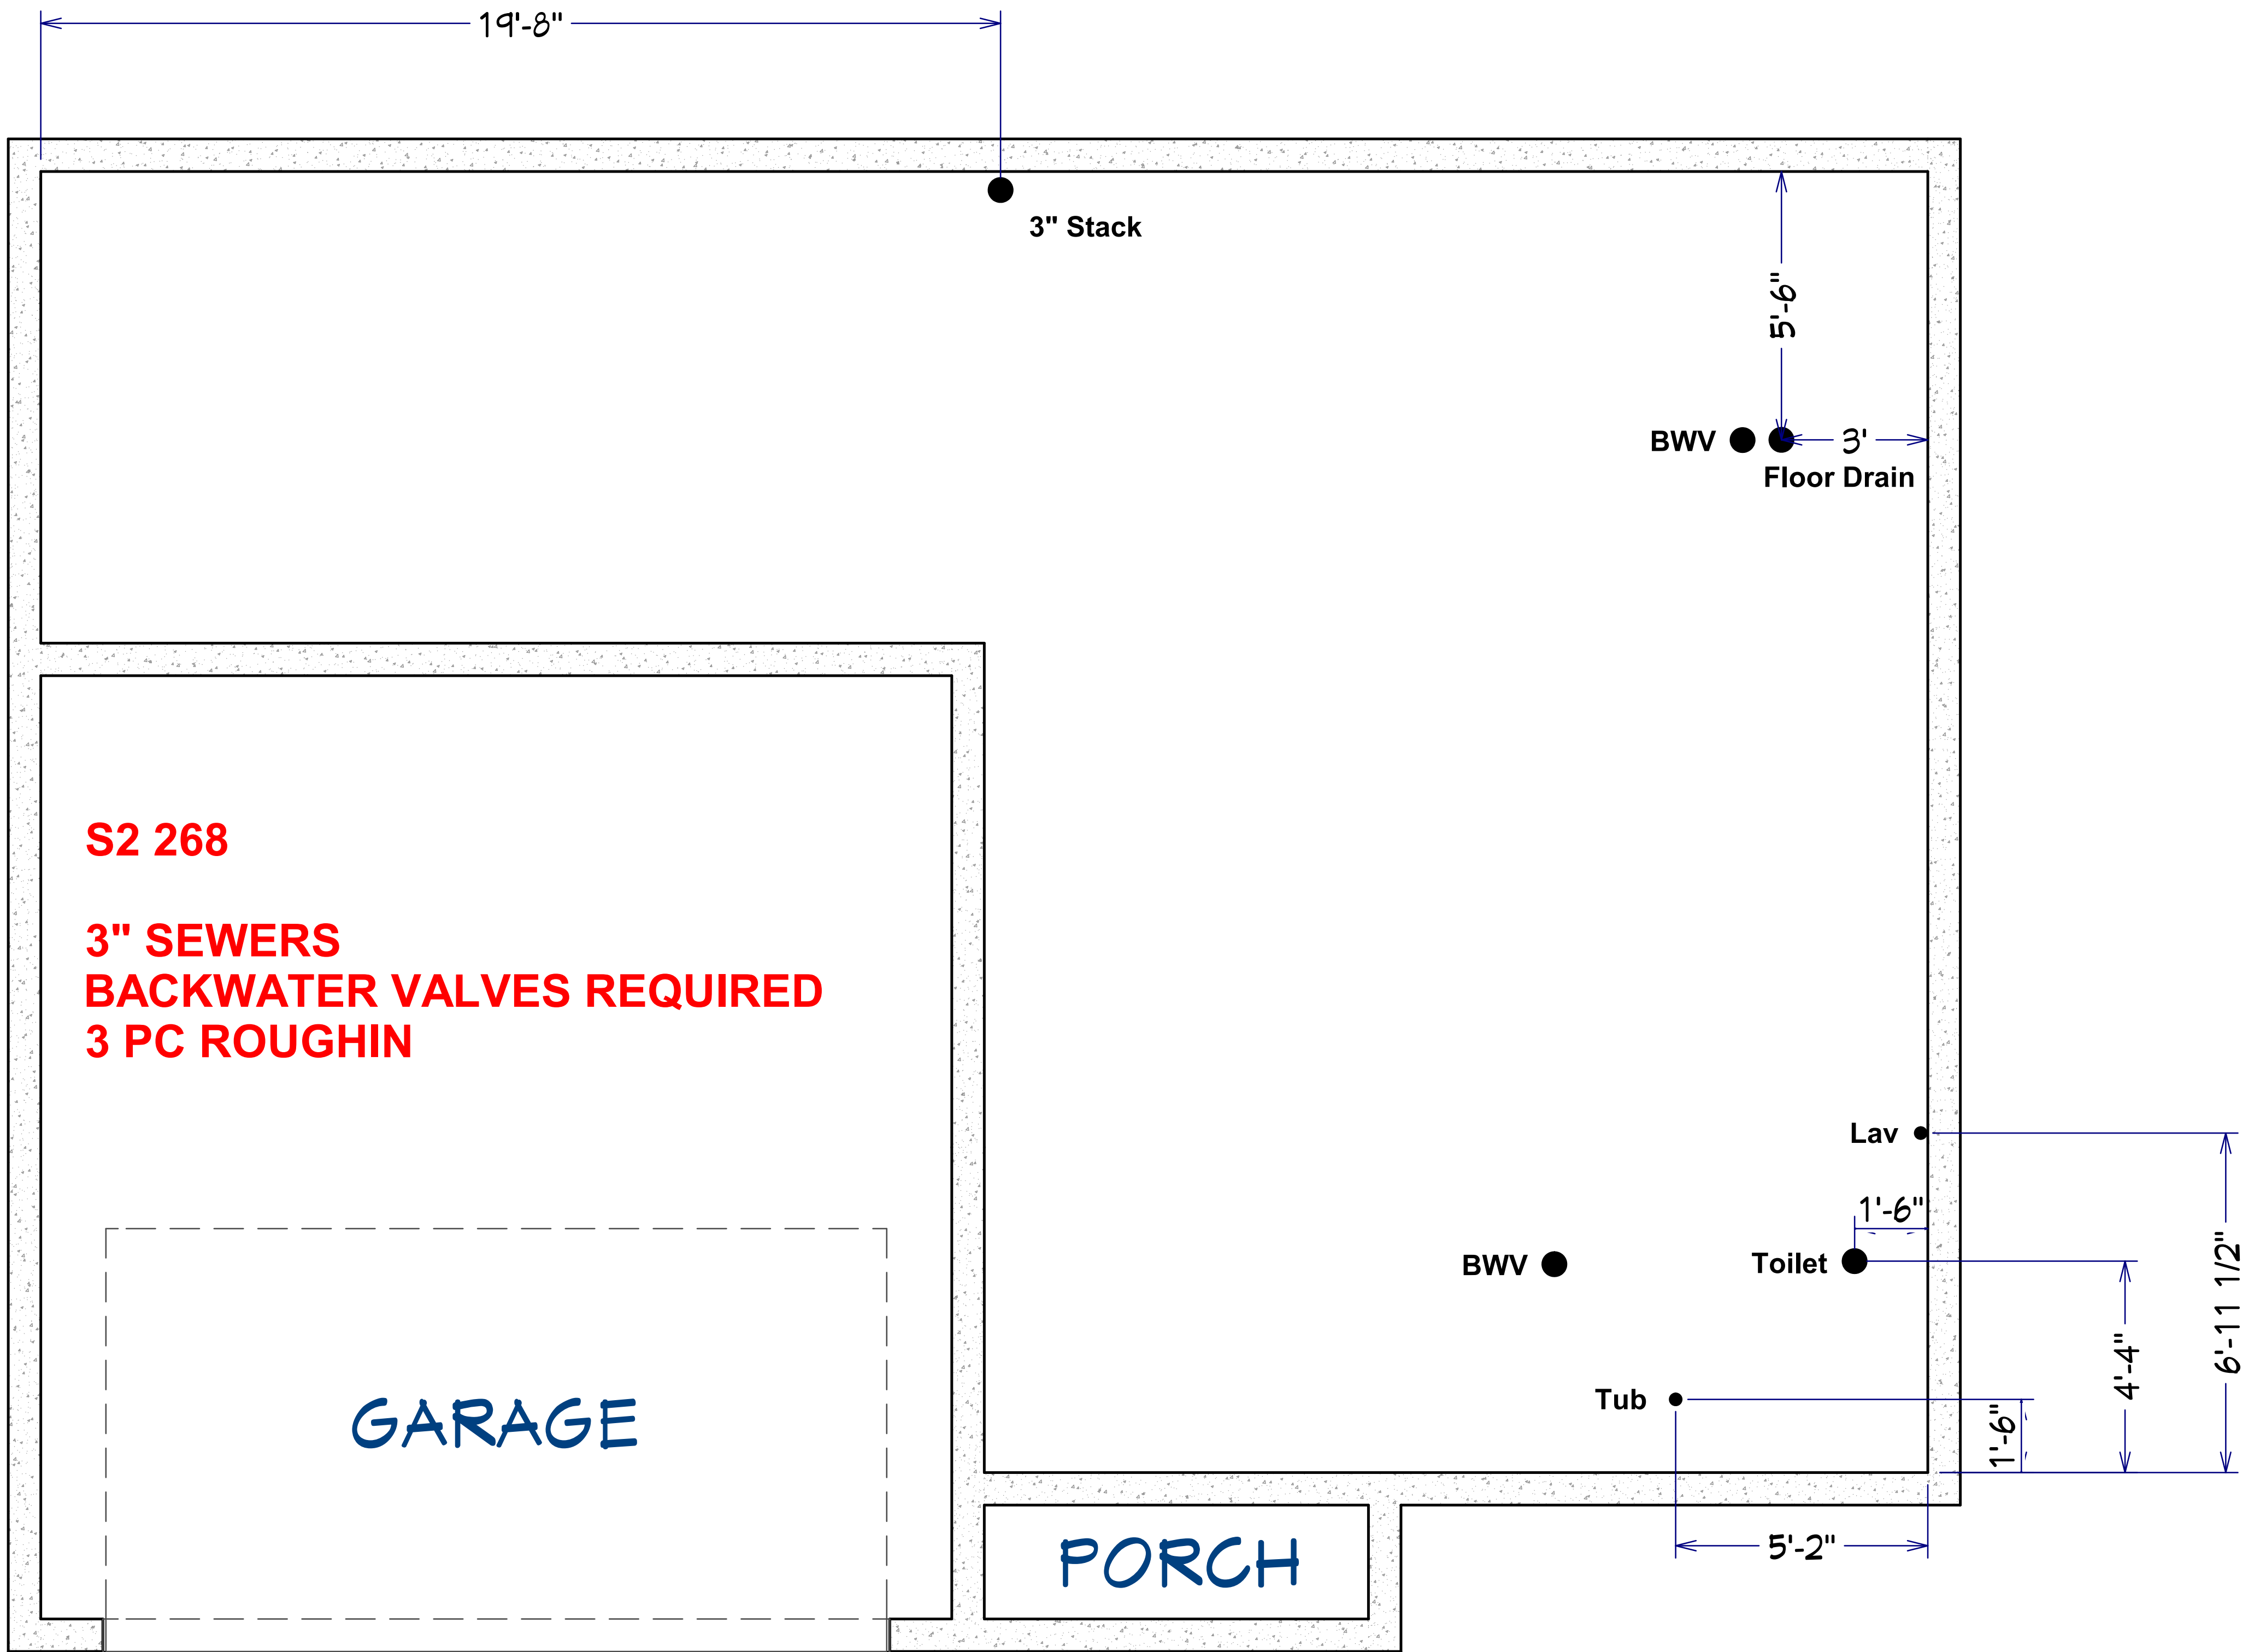 19'-8"
3" Stack
5'-6"
BWV
3'
Floor Drain
S2 268
3" SEWERS
BACKWATER VALVES REQUIRED
3 PC ROUGHIN
Lav
1'-6"
BWV
Toilet
6'-11 1/2"
4'-4"
Tub
1'-6"
GARAGE
PORCH
5'-2"